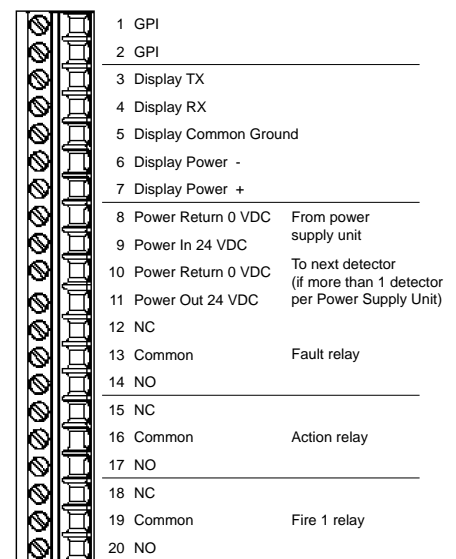 1 GPI
2 GPI
3 Display TX
4 Display RX
5 Display Common Ground
6 Display Power -
7 Display Power +
8 Power Return 0 VDC
9 Power In 24 VDC
From power
supply unit
10 Power Return 0 VDC
11 Power Out 24 VDC
To next detector
(if more than 1 detector
per Power Supply Unit)
12 NC
13 Common Fault relay
14 NO
15 NC
16 Common Action relay
17 NO
18 NC
19 Common Fire 1 relay
20 NO